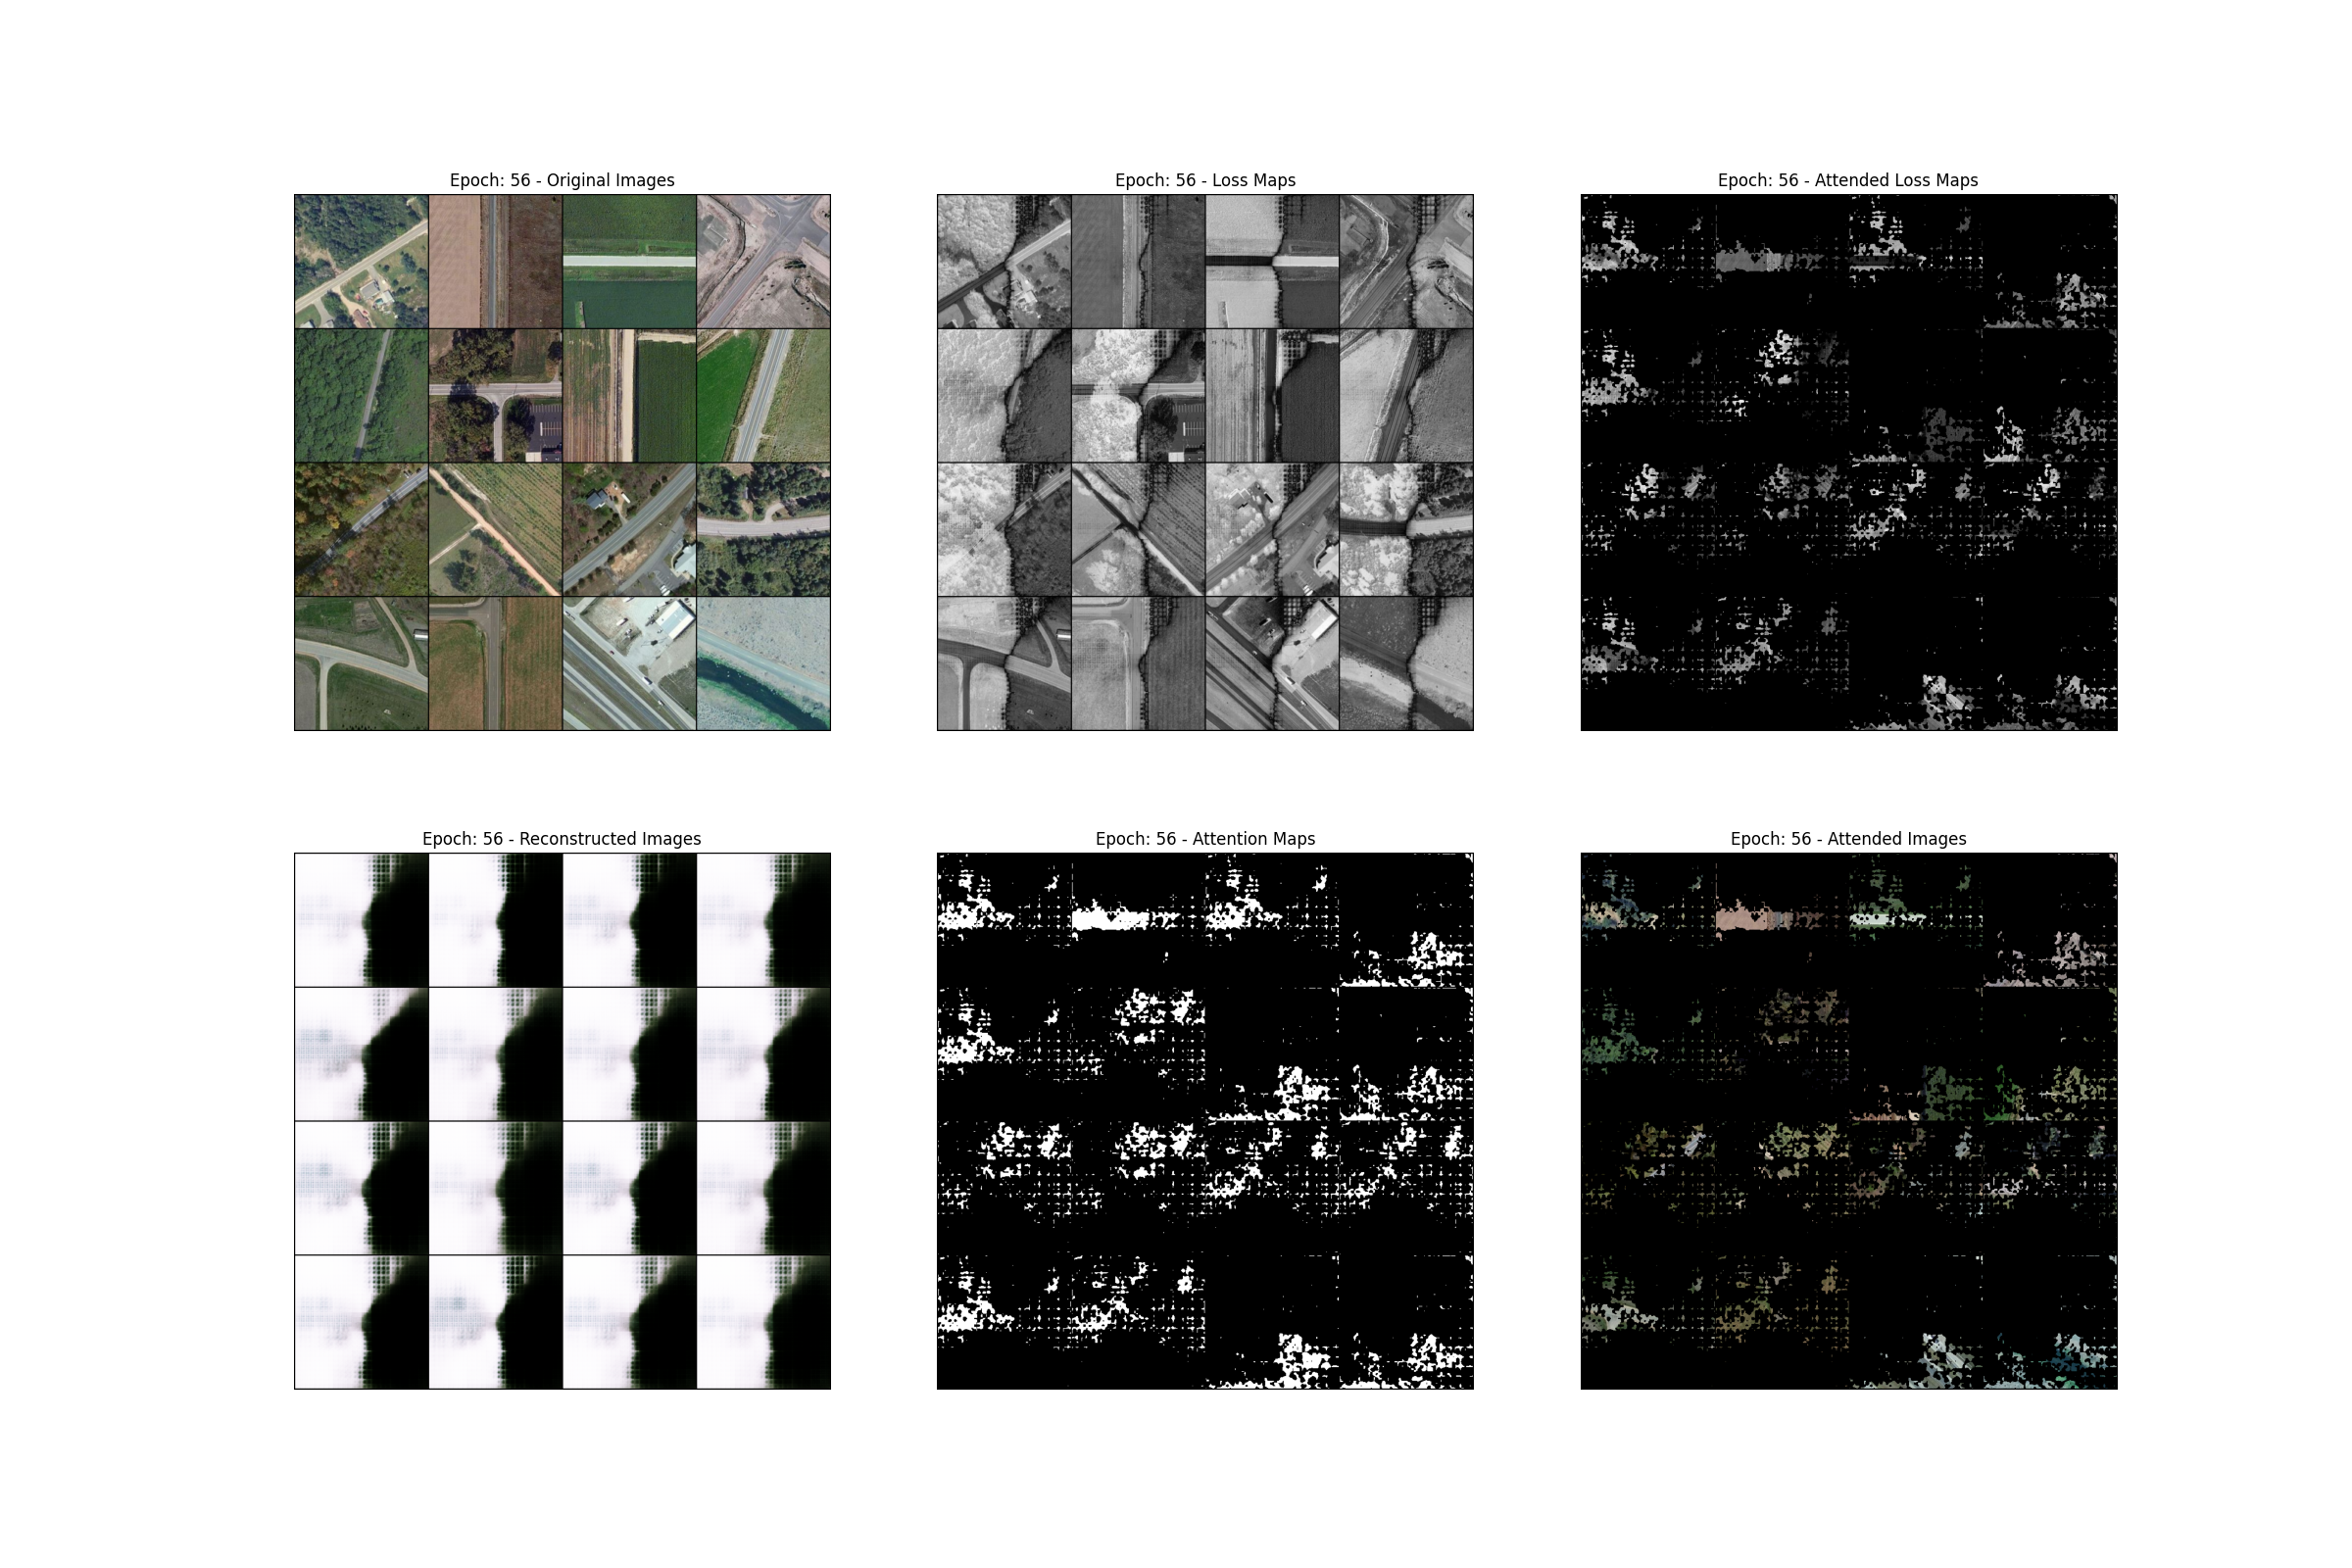 Epoch: 56 - Original Images
Epoch: 56 - Loss Maps
Epoch: 56 - Attended Loss Maps
Epoch: 56 - Reconstructed Images
Epoch: 56 - Attention Maps
Epoch: 56 - Attended Images